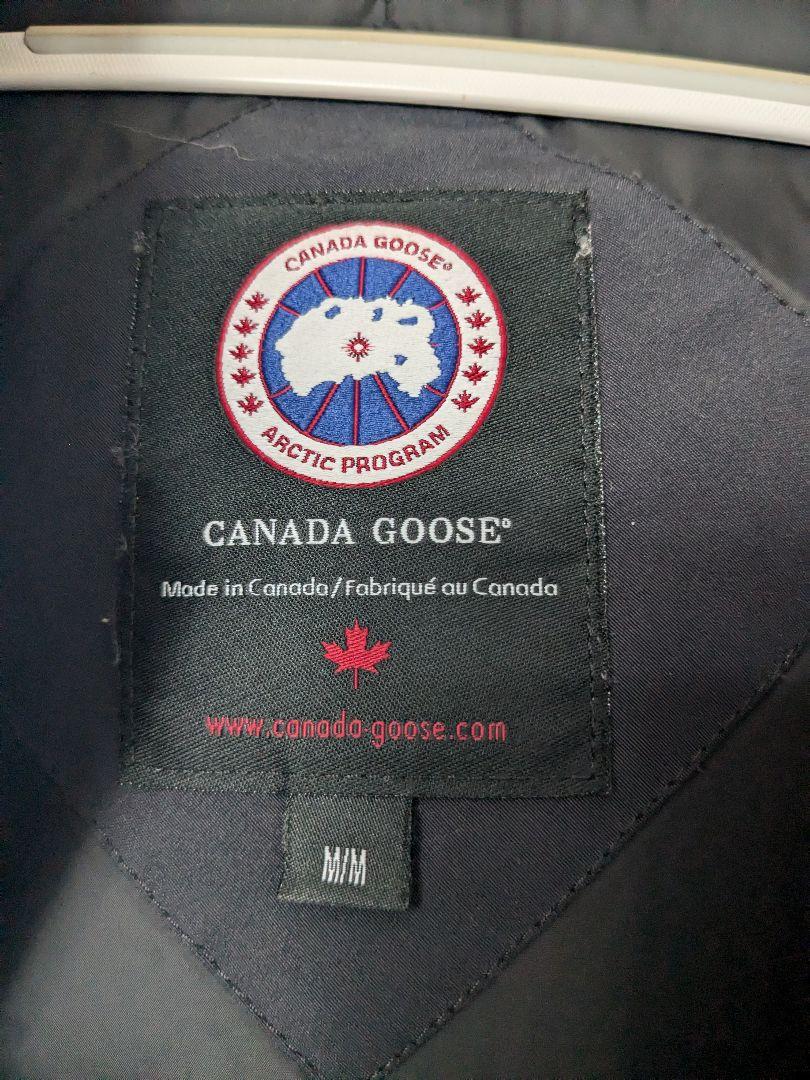 CANADA GOOSE®
ARCTIC PROGRAM
CANADA GOOSE®
Made in Canada/Fabriqué au Canada
www.canada-goose.com
M/M